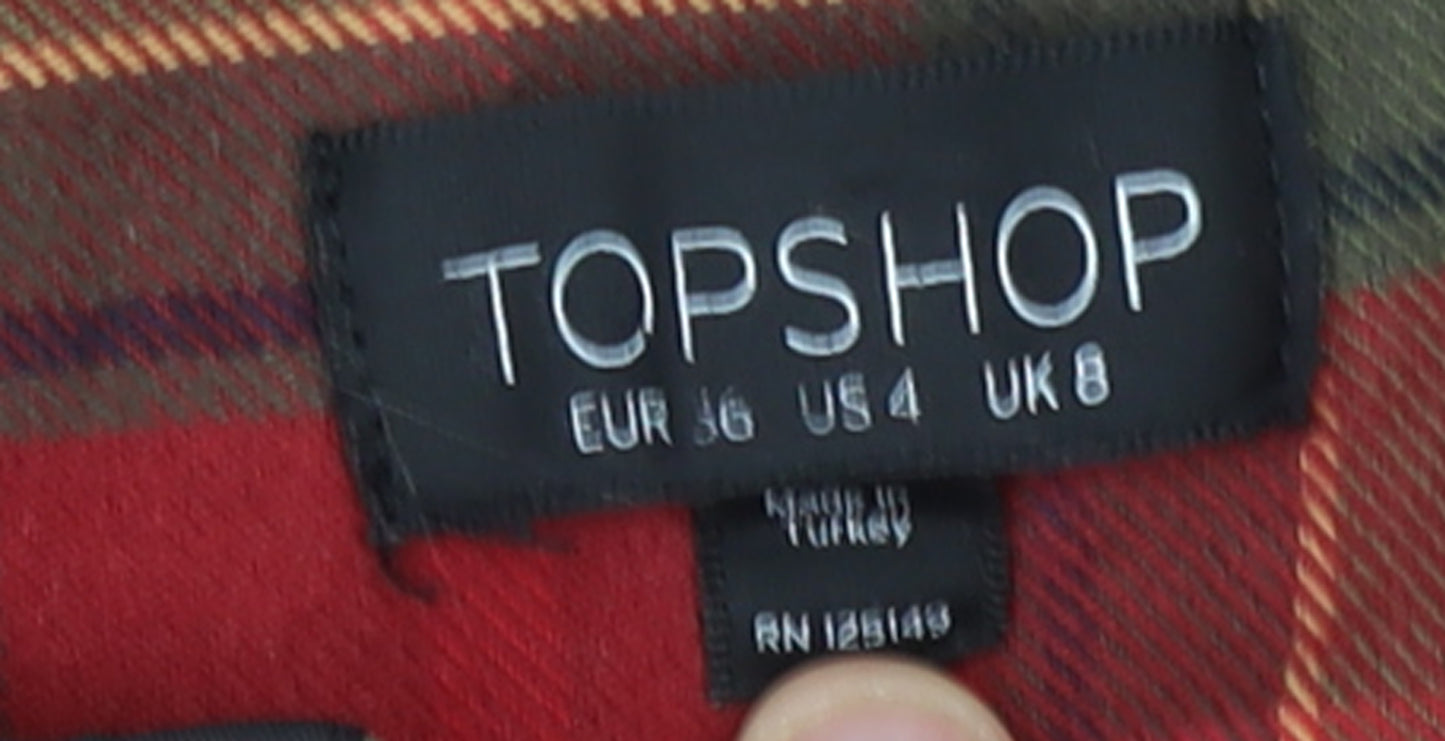 TOPSHOP
EUR 36 US 4 UK 8
Made in
Turkey
RN 125149